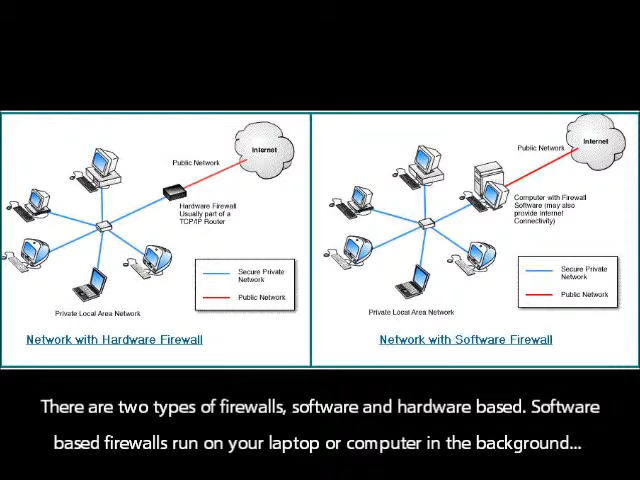 Internet
Public Network
Hardware Firewall
Usually part of a
TCP/IP Router
Secure Private
Network
Public Network
Private Local Area Network
Network with Hardware Firewall
Internet
Public Network
Computer with Firewall
Software (may also
provide Internet
Connectivity)
Secure Private
Network
Public Network
Private Local Area Network
Network with Software Firewall
There are two types of firewalls, software and hardware based. Software
based firewalls run on your laptop or computer in the background...